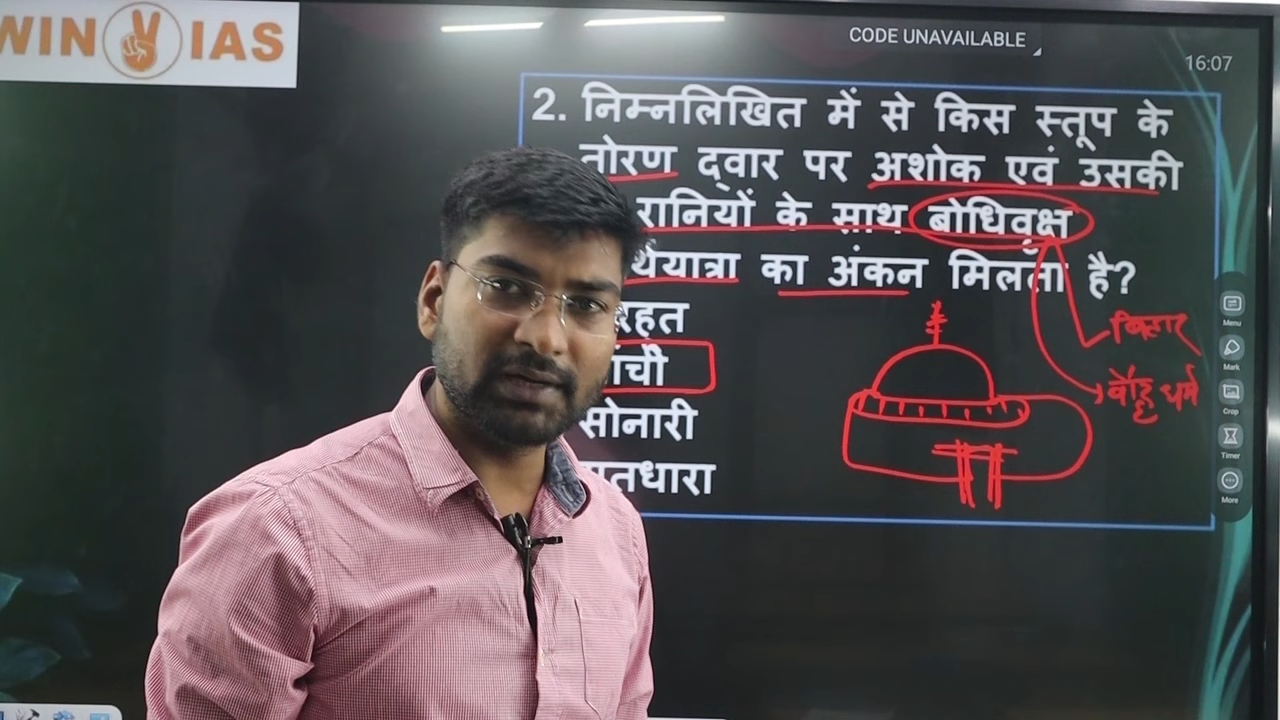 WIN IAS
CODE UNAVAILABLE
16:07
2. निम्नलिखित में से किस स्तूप के
तोरण द्वार पर अशोक एवं उसकी
रानियों के साथ बोधिवृक्ष
का अंकन मिलता है?
सोनारी
बिहार
बौद्ध धर्म
Menu
Mark
Crop
Timer
More